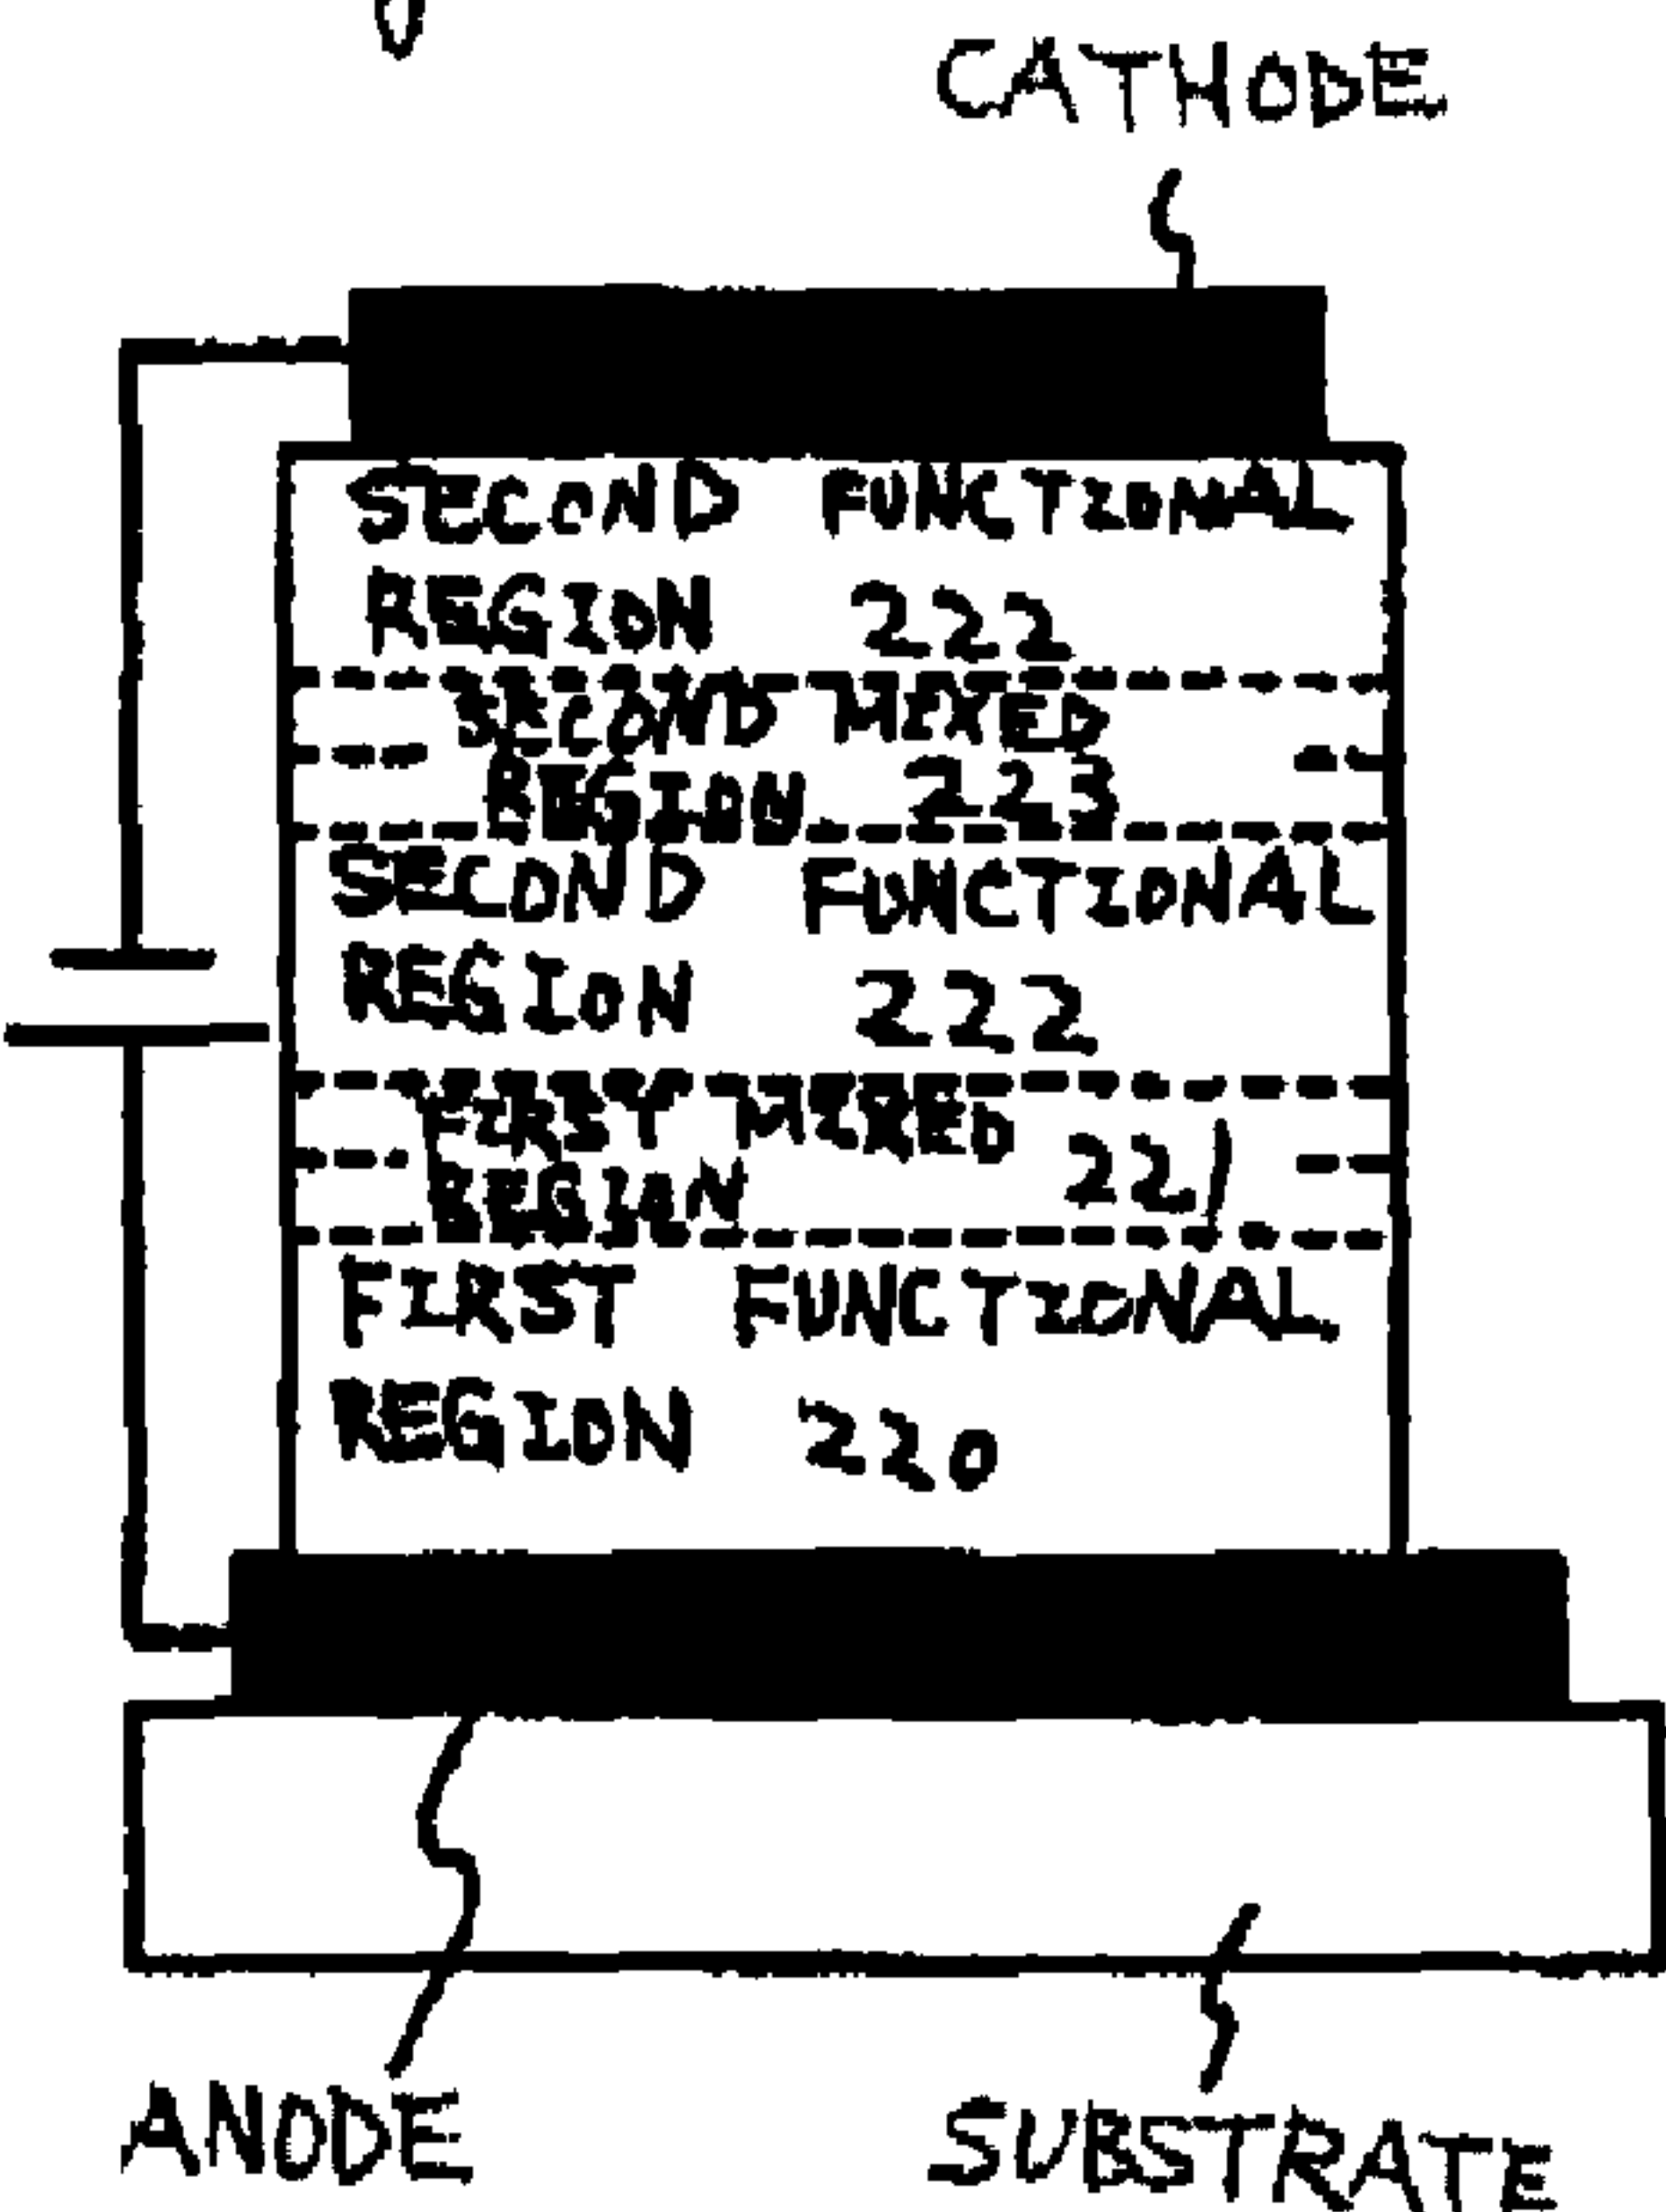 CATHODE
SECOND FUNCTIONAL
REGION 222
SECOND MIXED
REGION 223
SECOND FUNCTIONAL
REGION 222
FIRST MIXED
REGION 221
FIRST FUNCTIONAL
REGION 220
ANODE
SUBSTRATE